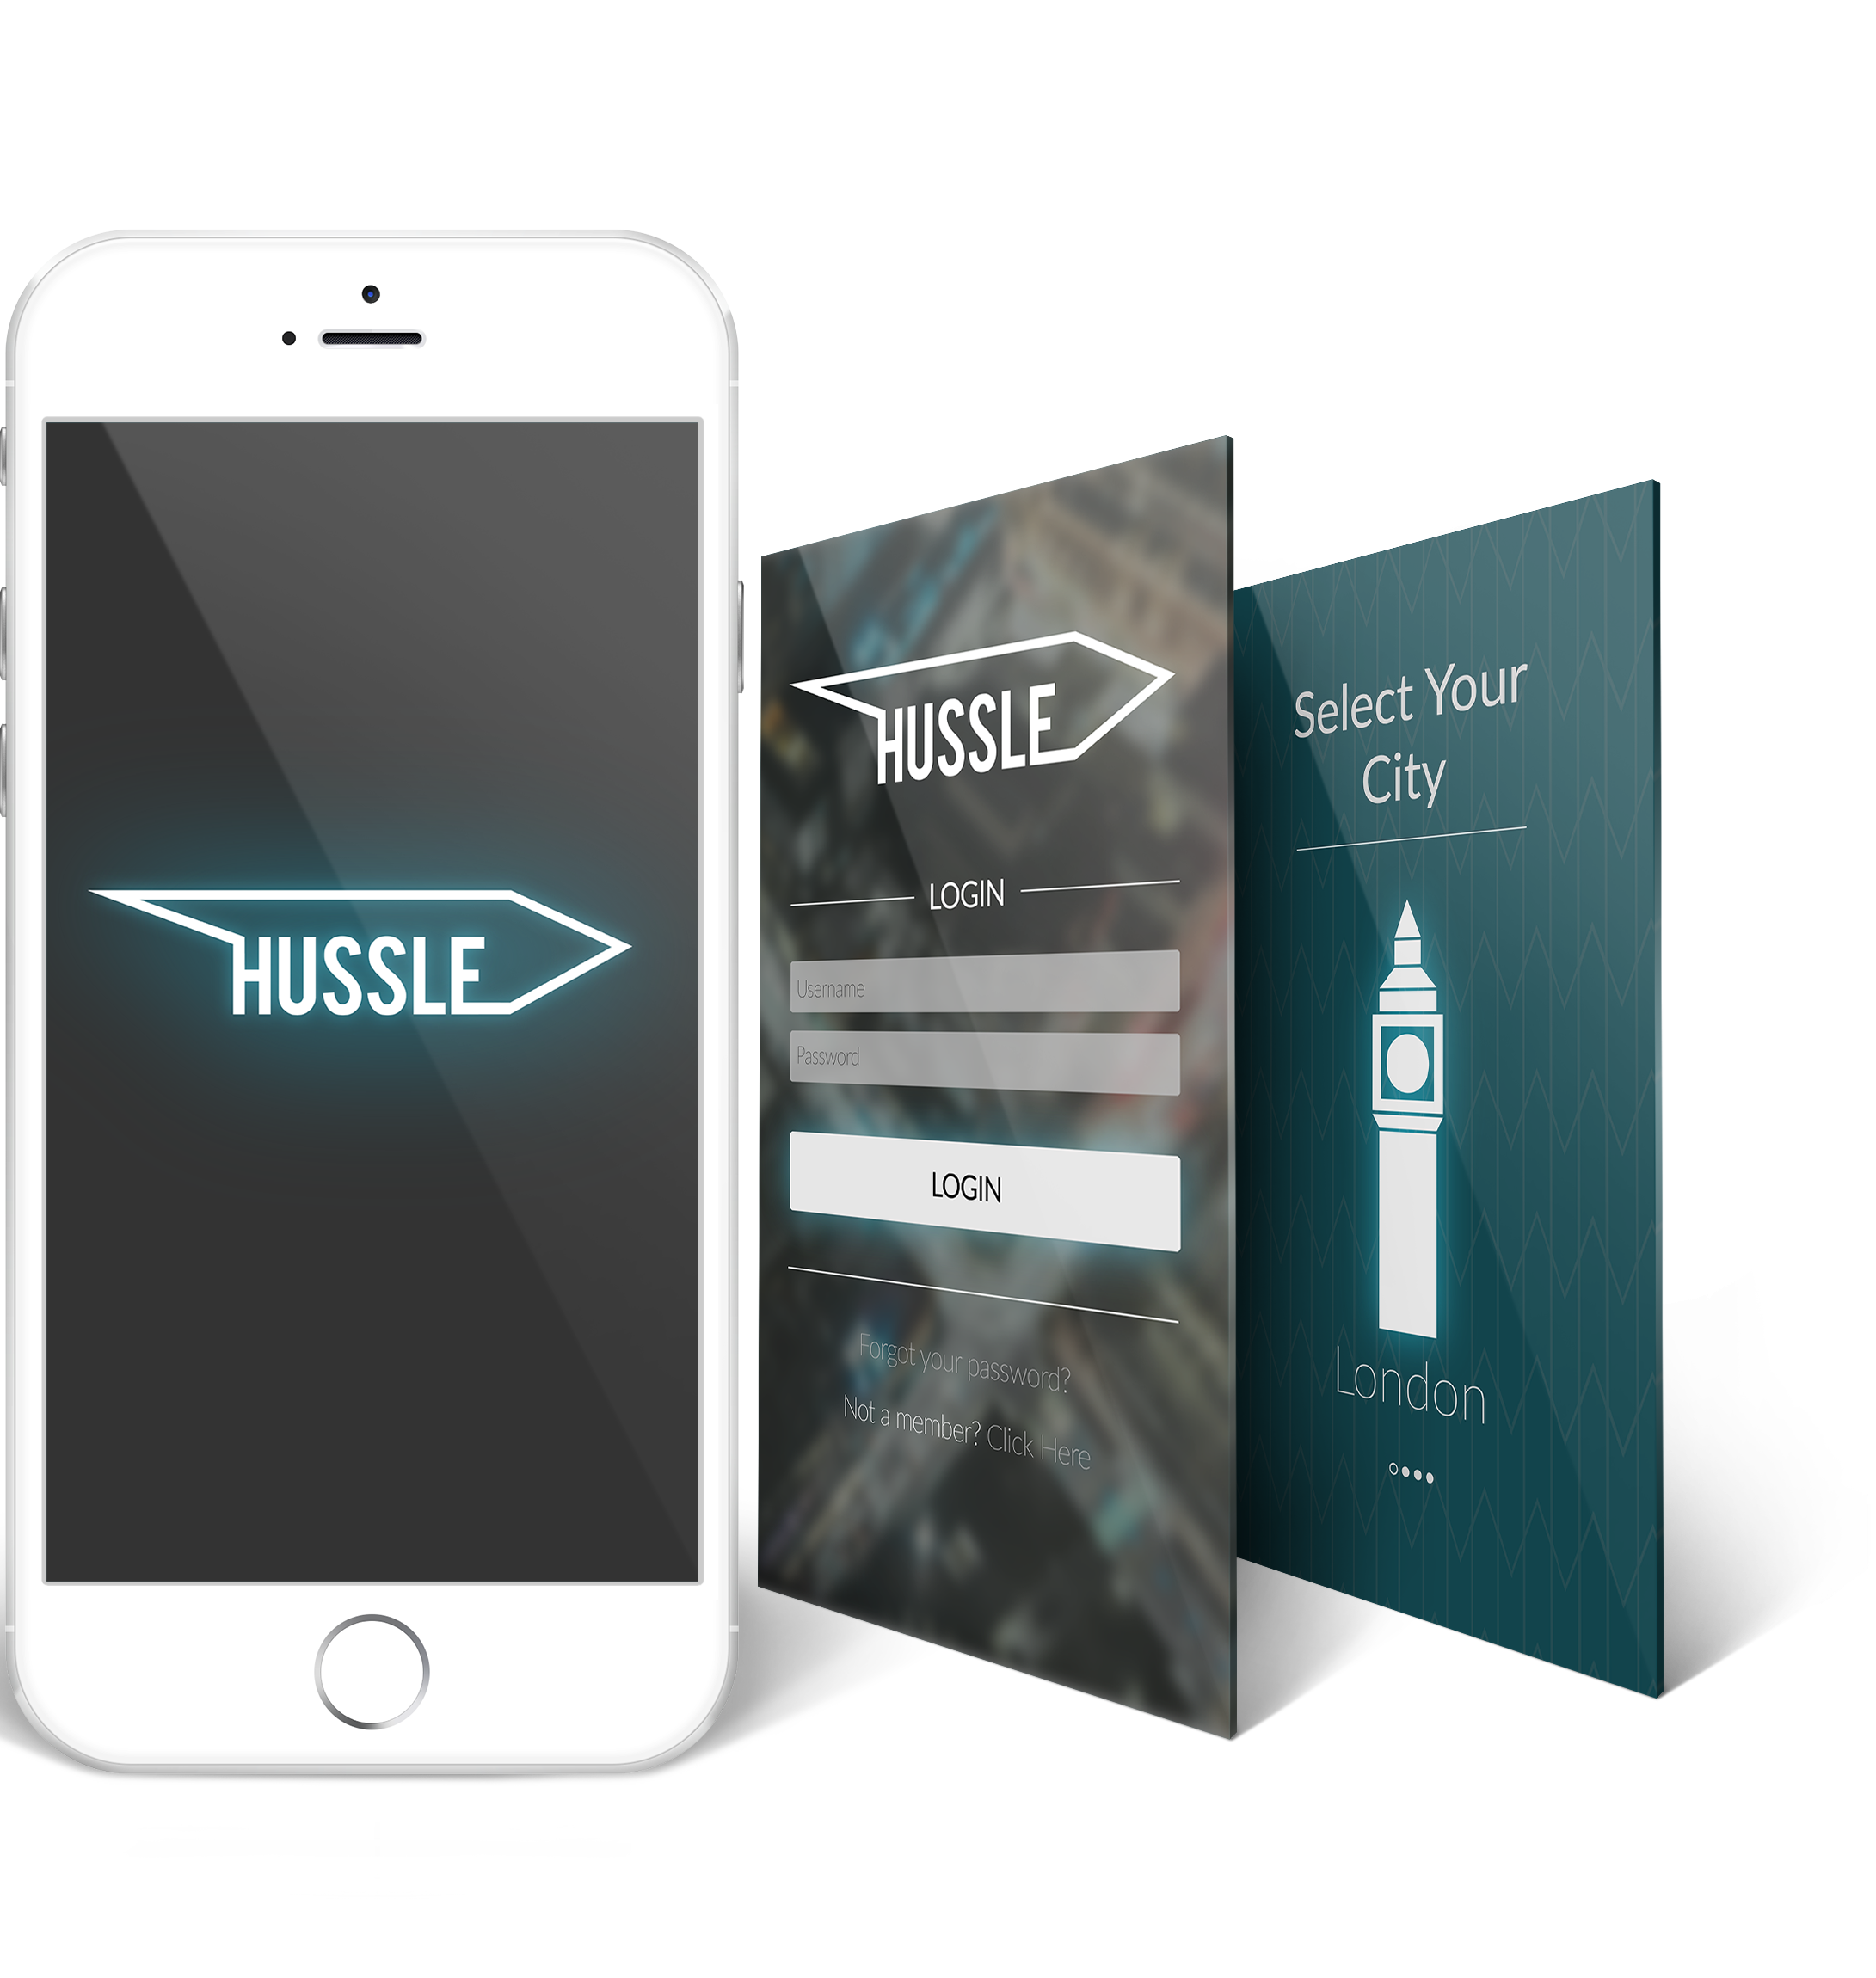 HUSSLE
HUSSLE
LOGIN
Username
Password
LOGIN
Forgot your password?
Not a member? Click Here
Select Your
City
London